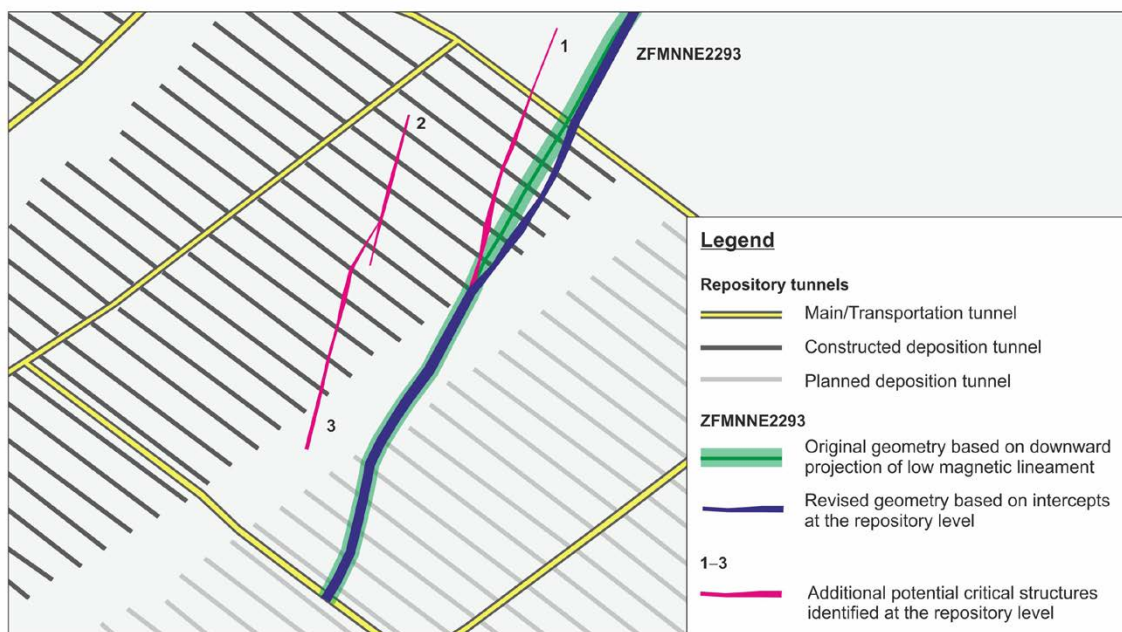 1
ZFMNNE2293
2
3
Legend
Repository tunnels
Main/Transportation tunnel
Constructed deposition tunnel
Planned deposition tunnel
ZFMNNE2293
Original geometry based on downward
projection of low magnetic lineament
Revised geometry based on intercepts
at the repository level
1–3
Additional potential critical structures
identified at the repository level